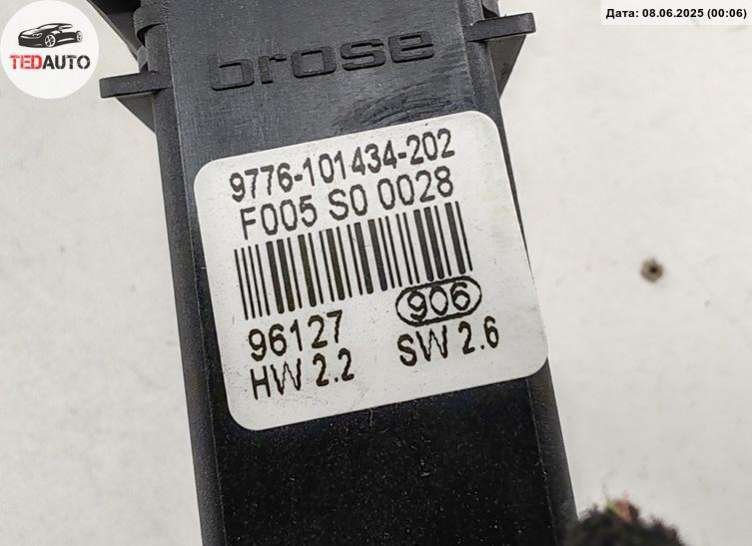 TEDAUTO
Дата: 08.06.2025 (00:06)
brose
9776-101434-202
F005 S0 0028
96127 906
HW 2.2 SW 2.6